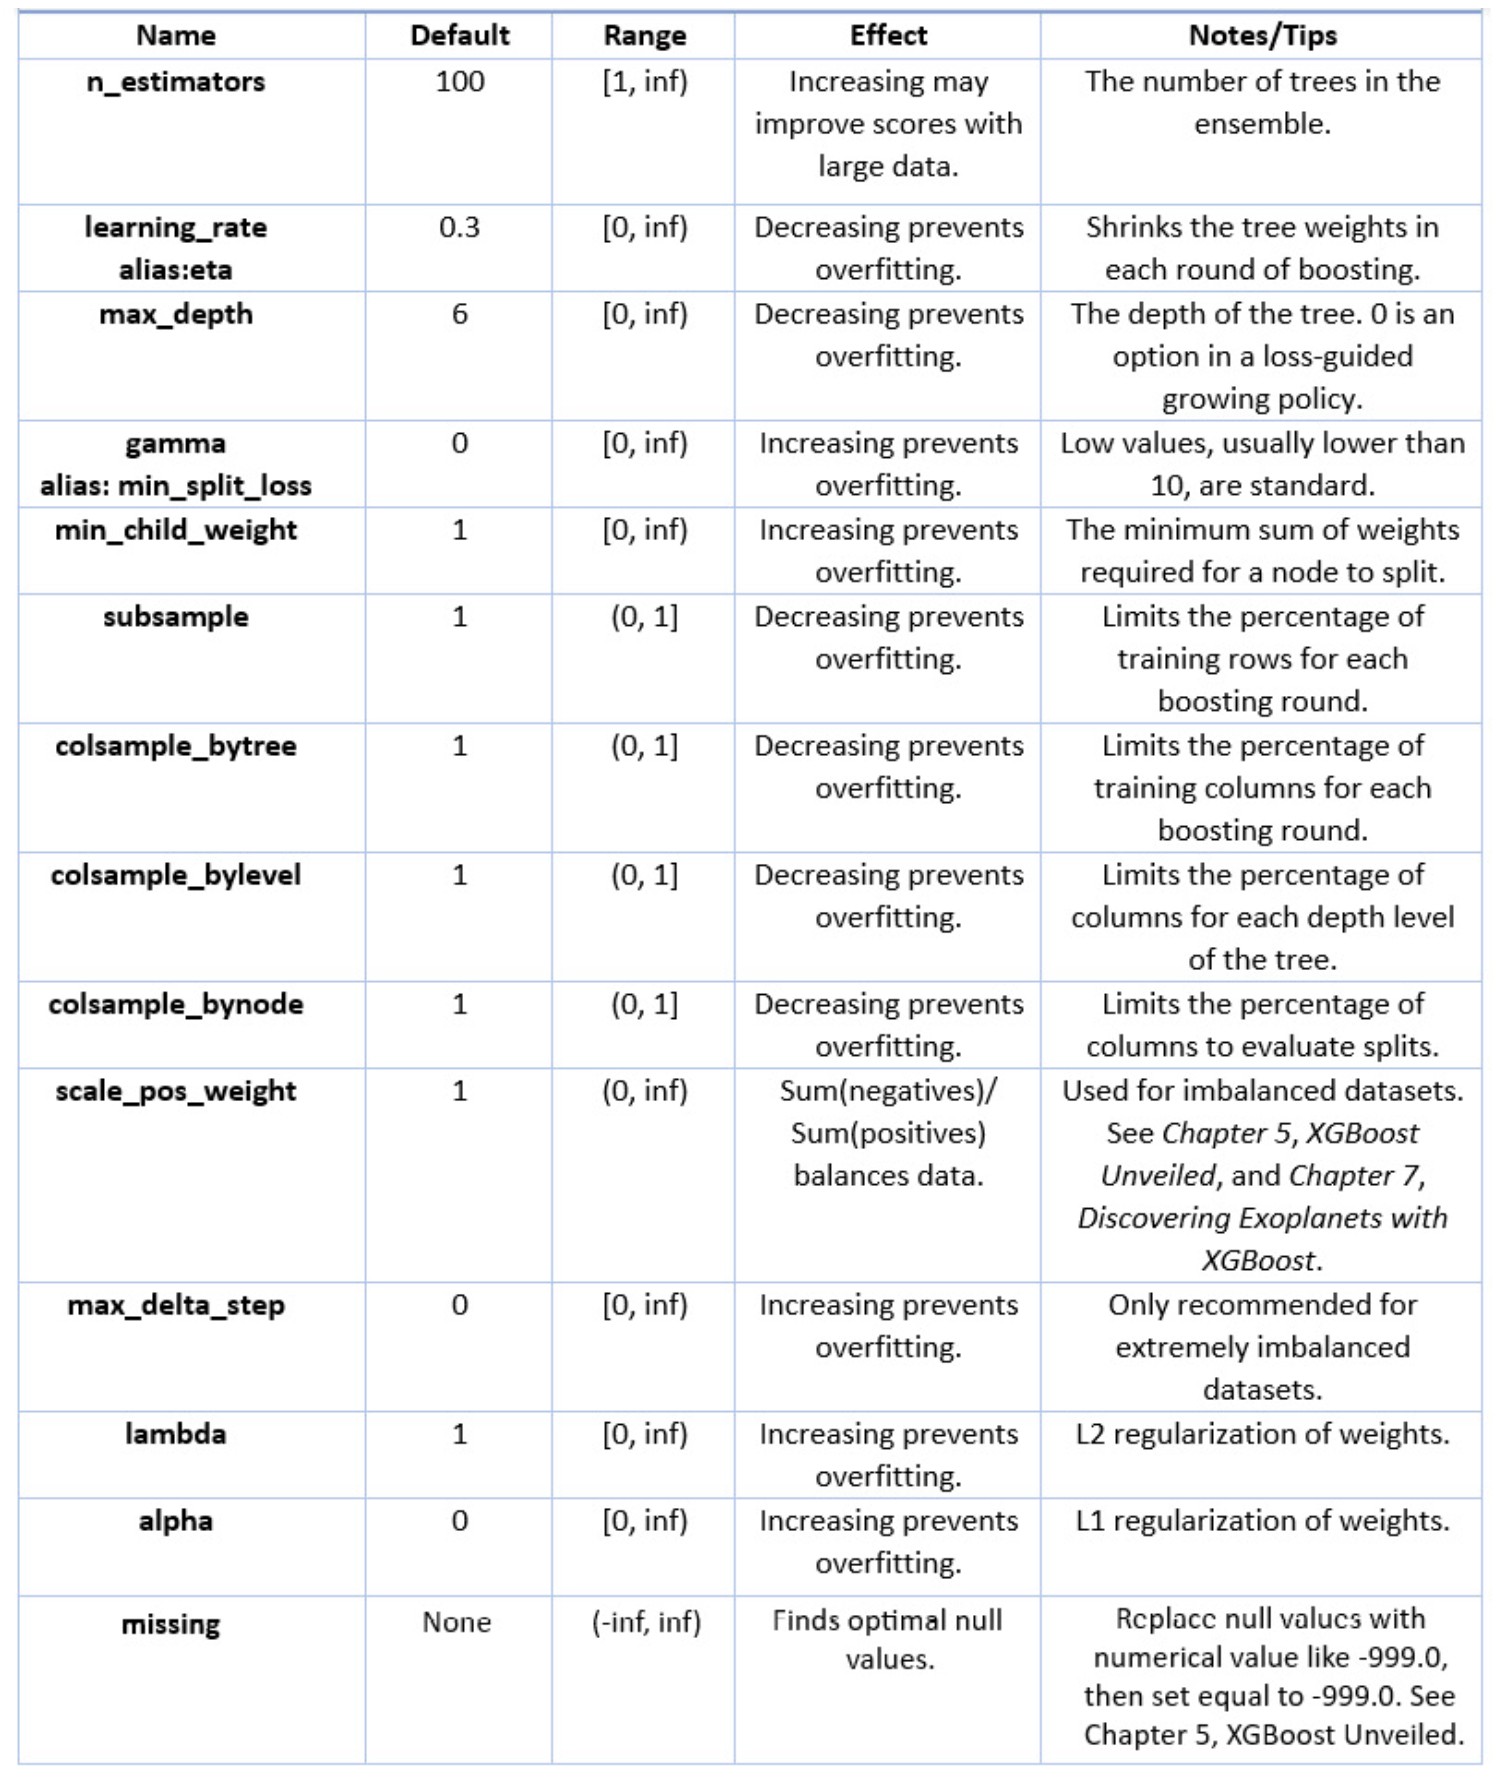 Name Default Range Effect Notes/Tips
n_estimators 100 [1, inf) Increasing may The number of trees in the
improve scores with ensemble.
large data.
learning_rate 0.3 [0, inf) Decreasing prevents Shrinks the tree weights in
alias:eta overfitting. each round of boosting.
max_depth 6 [0, inf) Decreasing prevents The depth of the tree. 0 is an
overfitting. option in a loss-guided
growing policy.
gamma 0 [0, inf) Increasing prevents Low values, usually lower than
alias: min_split_loss overfitting. 10, are standard.
min_child_weight 1 [0, inf) Increasing prevents The minimum sum of weights
overfitting. required for a node to split.
subsample 1 (0, 1] Decreasing prevents Limits the percentage of
overfitting. training rows for each
boosting round.
colsample_bytree 1 (0, 1] Decreasing prevents Limits the percentage of
overfitting. training columns for each
boosting round.
colsample_bylevel 1 (0, 1] Decreasing prevents Limits the percentage of
overfitting. columns for each depth level
of the tree.
colsample_bynode 1 (0, 1] Decreasing prevents Limits the percentage of
overfitting. columns to evaluate splits.
scale_pos_weight 1 (0, inf) Sum(negatives)/ Used for imbalanced datasets.
Sum(positives) See Chapter 5, XGBoost
balances data. Unveiled, and Chapter 7,
Discovering Exoplanets with
XGBoost.
max_delta_step 0 [0, inf) Increasing prevents Only recommended for
overfitting. extremely imbalanced
datasets.
lambda 1 [0, inf) Increasing prevents L2 regularization of weights.
overfitting.
alpha 0 [0, inf) Increasing prevents L1 regularization of weights.
overfitting.
missing None (-inf, inf) Finds optimal null Replace null values with
values. numerical value like -999.0,
then set equal to -999.0. See
Chapter 5, XGBoost Unveiled.